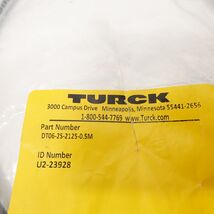 TURCK
3000 Campus Drive Minneapolis, Minnesota 55441-2656
1-800-544-7769 www.Turck.com
Part Number
DT06-2S-2125-0.5M
ID Number
U2-23928